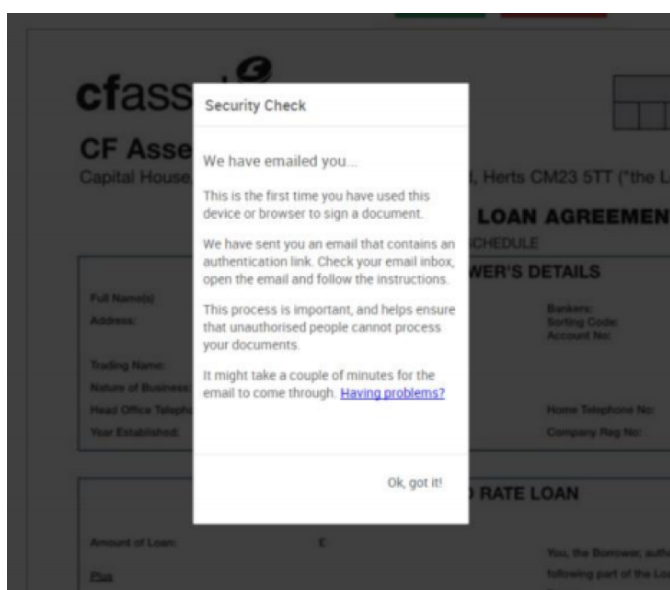 cfass
CF Asse
Capital House
, Herts CM23 5TT ("the L
LOAN AGREEMEN
SCHEDULE
WER'S DETAILS
Full Name(s)
Address:
Bankers:
Sorting Code:
Account No:
Trading Name:
Nature of Business:
Head Office Telepho
Home Telephone No:
Year Established:
Company Reg No:
Security Check
We have emailed you...
This is the first time you have used this
device or browser to sign a document.
We have sent you an email that contains an
authentication link. Check your email inbox,
open the email and follow the instructions.
This process is important, and helps ensure
that unauthorised people cannot process
your documents.
It might take a couple of minutes for the
email to come through. Having problems?
Ok, got it!
RATE LOAN
Amount of Loan: £
Plus
You, the Borrower, auth
following part of the Loa